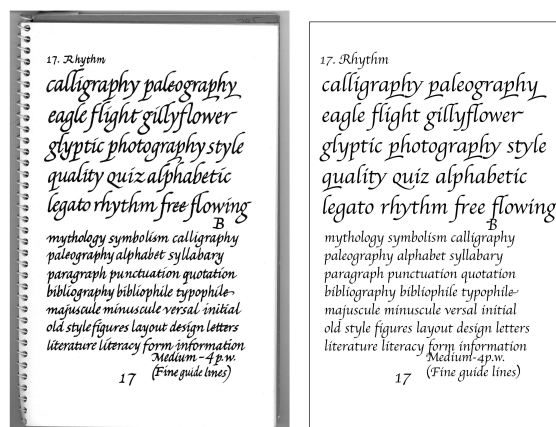 17. Rhythm
calligraphy paleography
eagle flight gillyflower
glyptic photography style
quality quiz alphabetic
legato rhythm free flowing
B
mythology symbolism calligraphy
paleography alphabet syllabary
paragraph punctuation quotation
bibliography bibliophile typophile
majuscule minuscule versal initial
old style figures layout design letters
literature literacy form information
Medium-4 p.w.
(Fine guide lines)
17
17. Rhythm
calligraphy paleography
eagle flight gillyflower
glyptic photography style
quality quiz alphabetic
legato rhythm free flowing
B
mythology symbolism calligraphy
paleography alphabet syllabary
paragraph punctuation quotation
bibliography bibliophile typophile
majuscule minuscule versal initial
old style figures layout design letters
literature literacy form information
Medium-4p.w.
(Fine guide lines)
17